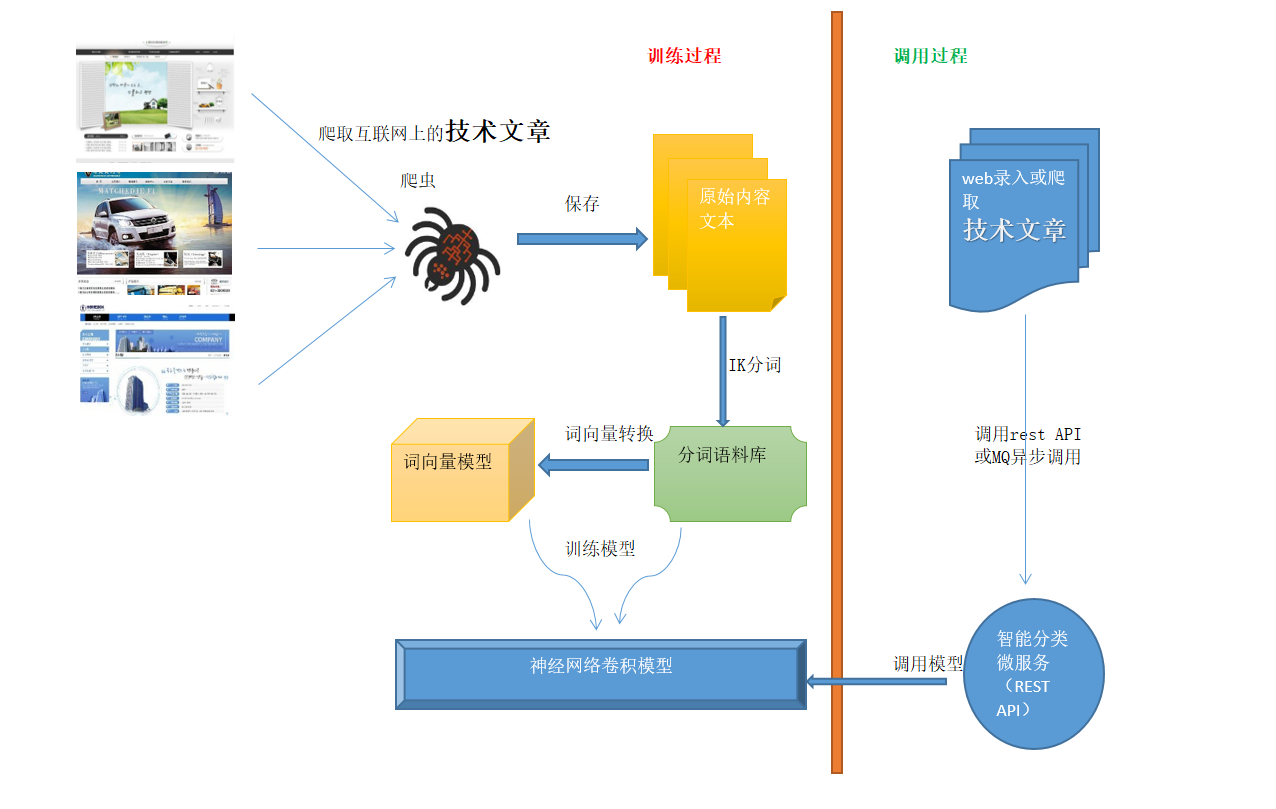 训练过程
调用过程
爬取互联网上的技术文章
爬虫
保存
原始内容
文本
web录入或爬
取
技术文章
WATCHEDJE FI
COMPANY
IK分词
词向量转换
词向量模型
分词语料库
调用rest API
或MQ异步调用
训练模型
神经网络卷积模型
调用模型
智能分类
微服务
（REST
API）